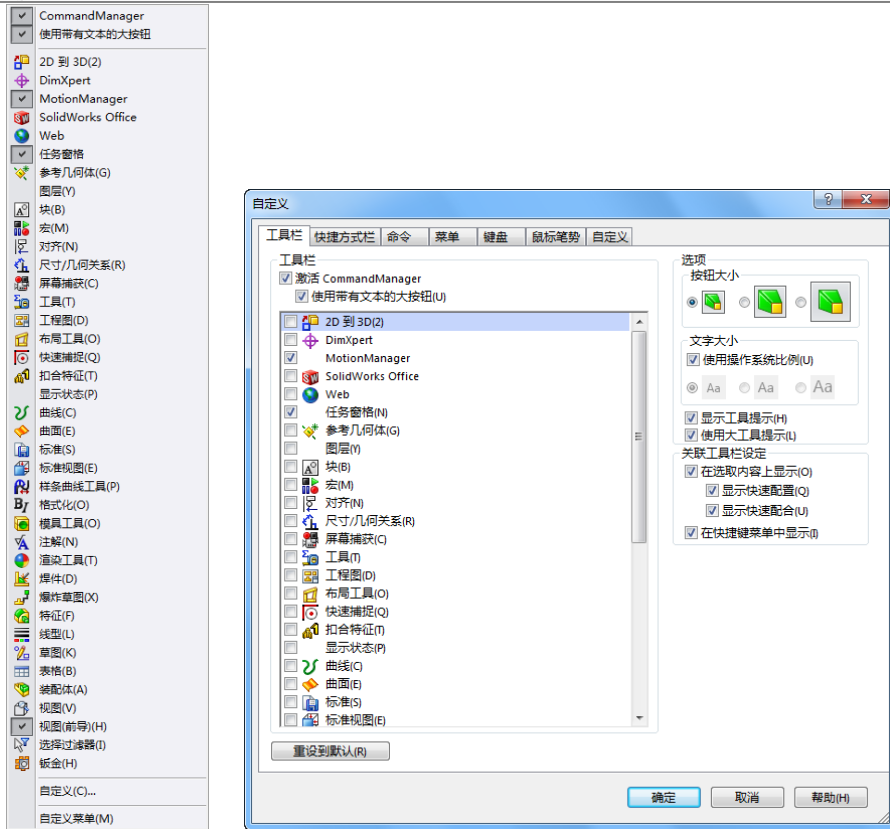 CommandManager
使用带有文本的大按钮
2D 到 3D(2)
DimXpert
MotionManager
SolidWorks Office
Web
任务窗格
参考几何体(G)
图层(Y)
块(B)
宏(M)
对齐(N)
尺寸/几何关系(R)
屏幕捕获(C)
工具(T)
工程图(D)
布局工具(O)
快速捕捉(Q)
扣合特征(T)
显示状态(P)
曲线(C)
曲面(E)
标准(S)
标准视图(E)
样条曲线工具(P)
格式化(O)
模具工具(O)
注解(N)
渲染工具(T)
焊件(D)
爆炸草图(X)
特征(F)
线型(L)
草图(K)
表格(B)
装配体(A)
视图(V)
视图(前导)(H)
选择过滤器(I)
钣金(H)
自定义(C)...
自定义菜单(M)
自定义
工具栏 快捷方式栏 命令 菜单 键盘 鼠标笔势 自定义
工具栏
激活 CommandManager
使用带有文本的大按钮(U)
2D 到 3D(2)
DimXpert
MotionManager
SolidWorks Office
Web
任务窗格(N)
参考几何体(G)
图层(Y)
块(B)
宏(M)
对齐(N)
尺寸/几何关系(R)
屏幕捕获(C)
工具(T)
工程图(D)
布局工具(O)
快速捕捉(Q)
扣合特征(T)
显示状态(P)
曲线(C)
曲面(E)
标准(S)
标准视图(E)
重设到默认(R)
选项
按钮大小
文字大小
使用操作系统比例(U)
Aa Aa Aa
显示工具提示(H)
使用大工具提示(L)
关联工具栏设定
在选取内容上显示(O)
显示快速配置(Q)
显示快速配合(U)
在快捷键菜单中显示(I)
确定 取消 帮助(H)